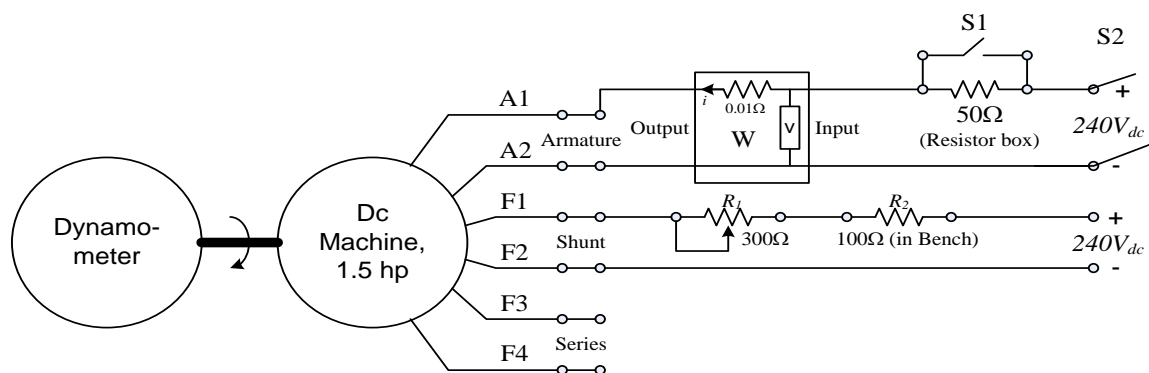 S1
S2
A1
Armature
A2
Output
i
0.01Ω
W
V
Input
50Ω
(Resistor box)
+
240Vdc
-
Dynamo-
meter
Dc
Machine,
1.5 hp
F1
Shunt
F2
R1
300Ω
R2
100Ω (in Bench)
+
240Vdc
-
F3
Series
F4